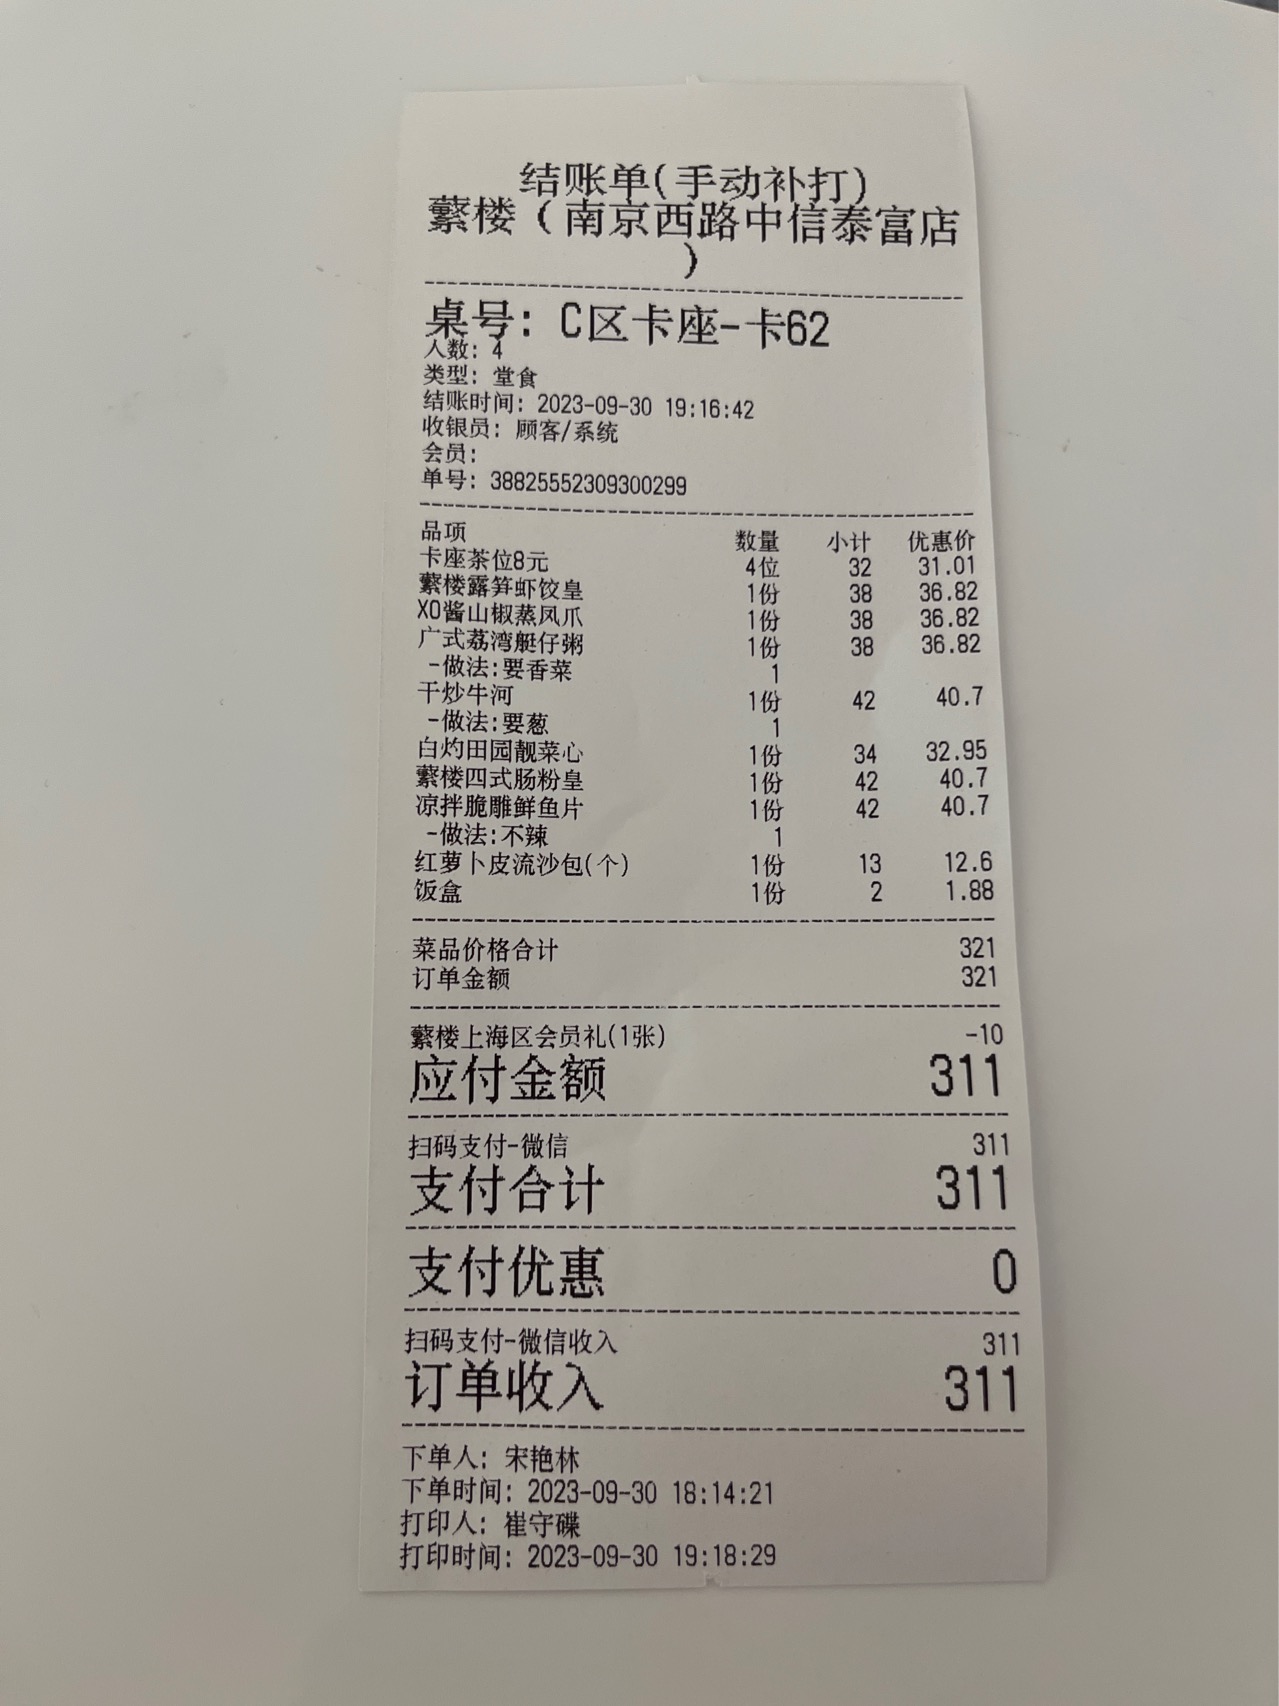 结账单(手动补打)
蘩楼（南京西路中信泰富店
）
桌号: C区卡座-卡62
人数: 4
类型: 堂食
结账时间: 2023-09-30 19:16:42
收银员: 顾客/系统
会员:
单号: 38825552309300299
品项 数量 小计 优惠价
卡座茶位8元 4位 32 31.01
蘩楼露笋虾饺皇 1份 38 36.82
XO酱山椒蒸凤爪 1份 38 36.82
广式荔湾艇仔粥 1份 38 36.82
-做法:要香菜 1
干炒牛河 1份 42 40.7
-做法:要葱 1
白灼田园靓菜心 1份 34 32.95
蘩楼四式肠粉皇 1份 42 40.7
凉拌脆雕鲜鱼片 1份 42 40.7
-做法:不辣 1
红萝卜皮流沙包(个) 1份 13 12.6
饭盒 1份 2 1.88
菜品价格合计 321
订单金额 321
蘩楼上海区会员礼(1张) -10
应付金额 311
扫码支付-微信 311
支付合计 311
支付优惠 0
扫码支付-微信收入 311
订单收入 311
下单人: 宋艳林
下单时间: 2023-09-30 18:14:21
打印人: 崔守碟
打印时间: 2023-09-30 19:18:29